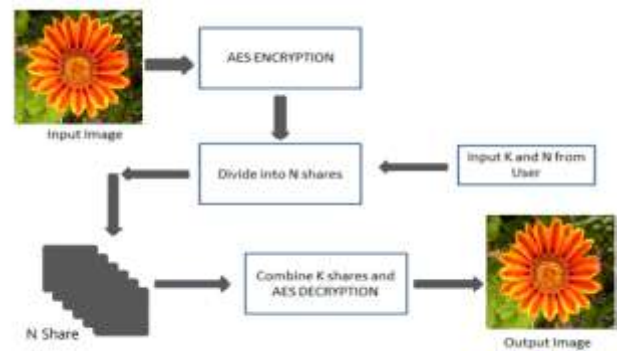 AES ENCRYPTION
Input Image
Divide into N shares
Input K and N from
User
Combine K shares and
AES DECRYPTION
N Share
Output Image